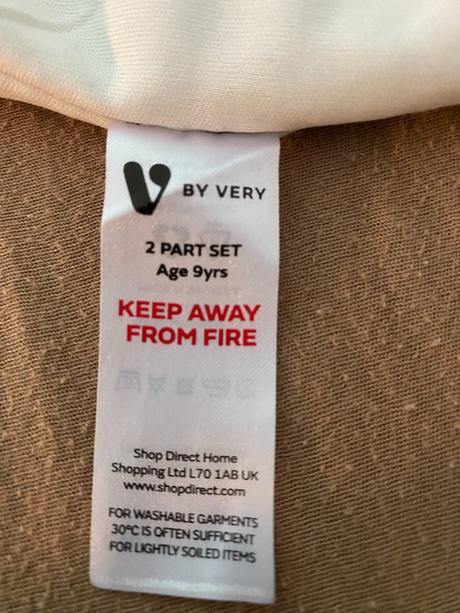 V BY VERY
2 PART SET
Age 9yrs
KEEP AWAY
FROM FIRE
Shop Direct Home
Shopping Ltd L70 1AB UK
www.shopdirect.com
FOR WASHABLE GARMENTS
30°C IS OFTEN SUFFICIENT
FOR LIGHTLY SOILED ITEMS